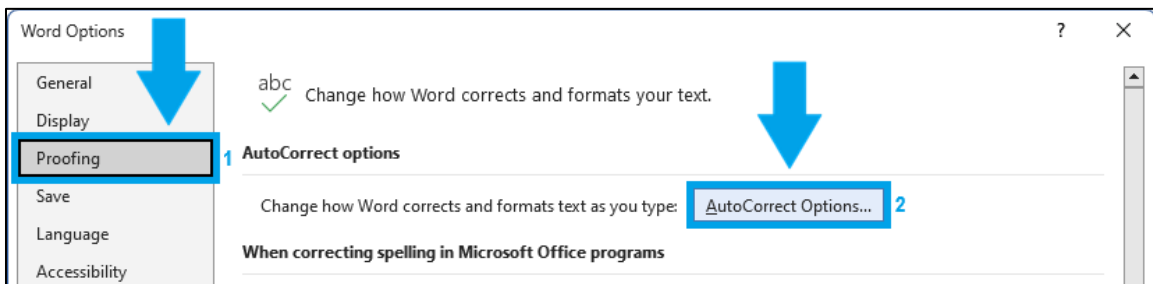 Word Options ?
General
Display
Proofing 1
Save
Language
Accessibility
abc Change how Word corrects and formats your text.
AutoCorrect options
Change how Word corrects and formats text as you type: AutoCorrect Options... 2
When correcting spelling in Microsoft Office programs